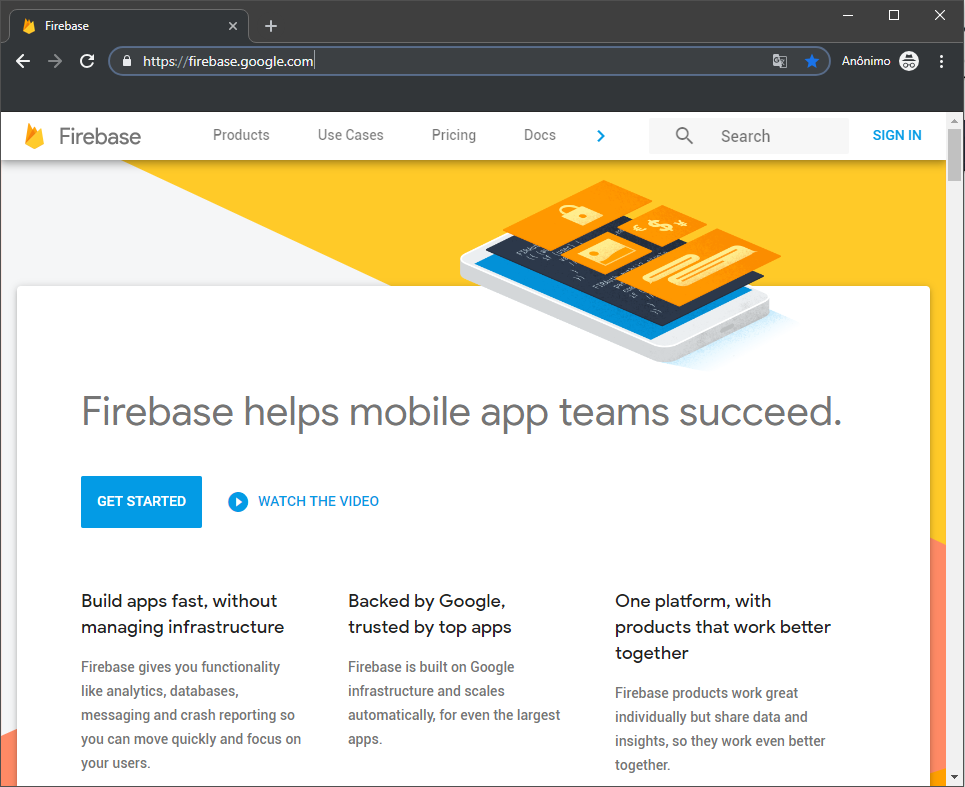 Firebase
https://firebase.google.com
Anônimo
Firebase
Products
Use Cases
Pricing
Docs
Search
SIGN IN
Firebase helps mobile app teams succeed.
GET STARTED
WATCH THE VIDEO
Build apps fast, without
managing infrastructure
Firebase gives you functionality
like analytics, databases,
messaging and crash reporting so
you can move quickly and focus on
your users.
Backed by Google,
trusted by top apps
Firebase is built on Google
infrastructure and scales
automatically, for even the largest
apps.
One platform, with
products that work better
together
Firebase products work great
individually but share data and
insights, so they work even better
together.